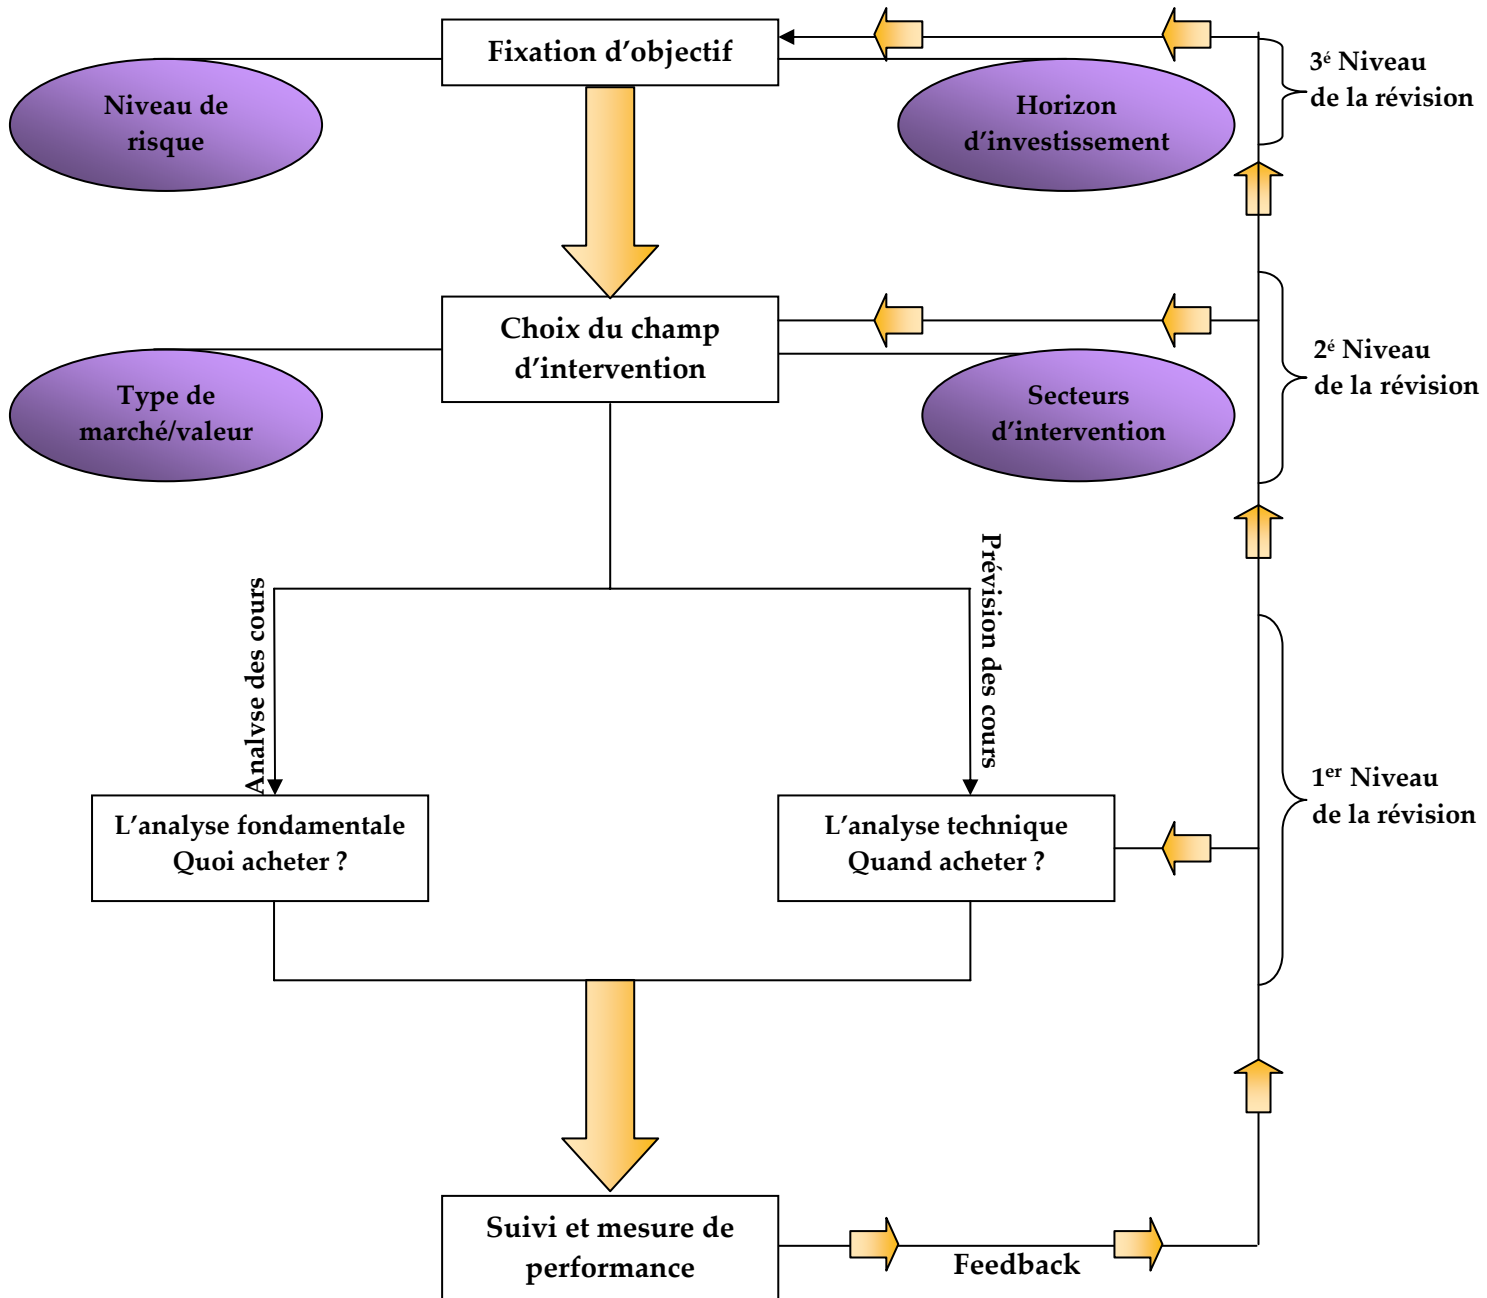 Fixation d’objectif
3é Niveau
de la révision
Niveau de
risque
Horizon
d’investissement
Choix du champ
d’intervention
2é Niveau
de la révision
Type de
marché/valeur
Secteurs
d’intervention
Analyse des cours
Prévision des cours
1er Niveau
de la révision
L’analyse fondamentale
Quoi acheter ?
L’analyse technique
Quand acheter ?
Suivi et mesure de
performance
Feedback